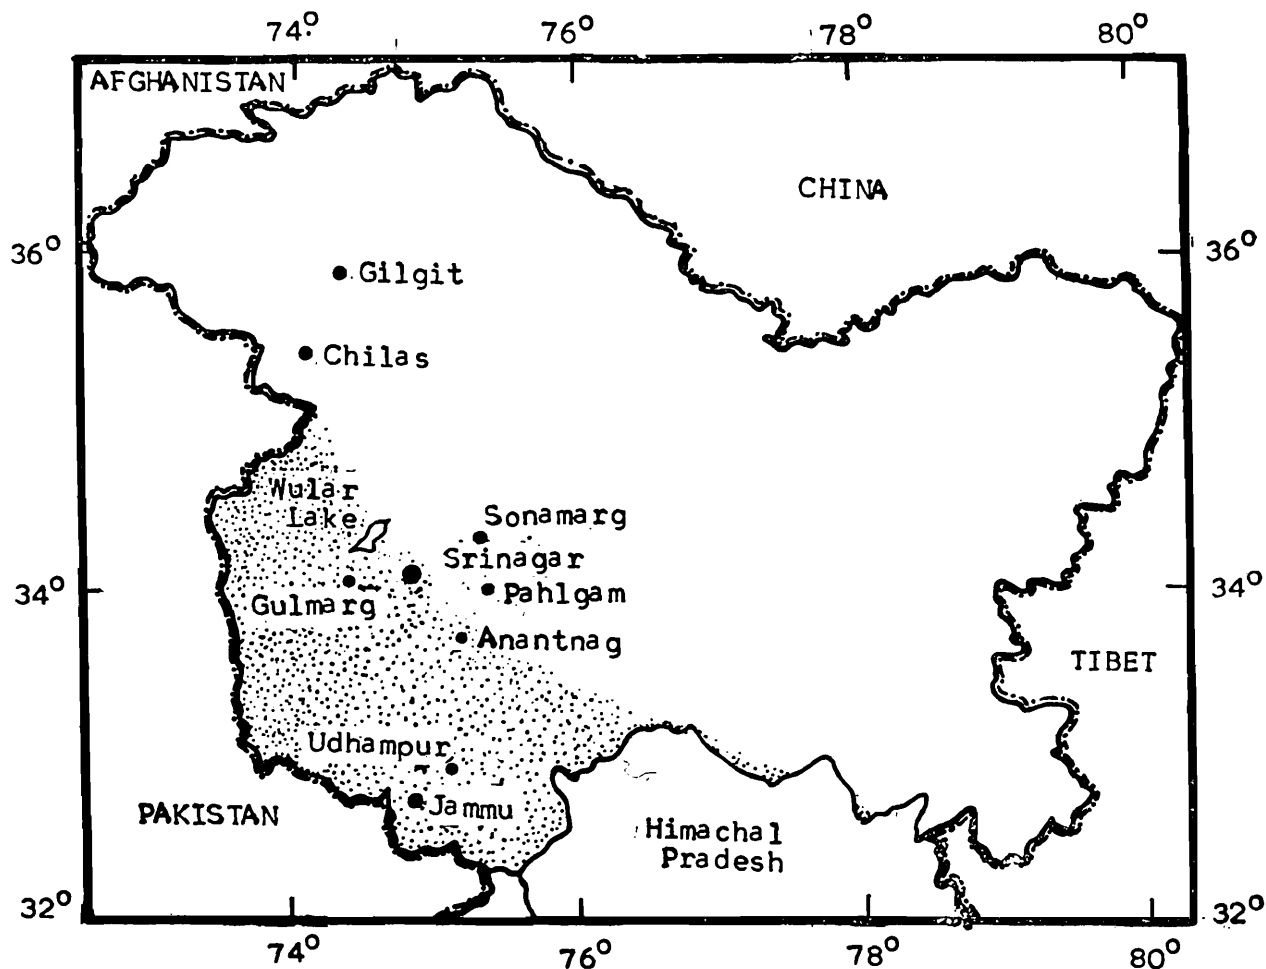 74° 76° 78° 80°
AFGHANISTAN
CHINA
36° 36°
Gilgit
Chilas
Wular
Lake
Sonamarg
Srinagar
34° 34°
Pahlgam
Gulmarg
Anantnag
TIBET
Udhampur
Jammu
PAKISTAN
Himachal
Pradesh
32° 32°
74° 76° 78° 80°